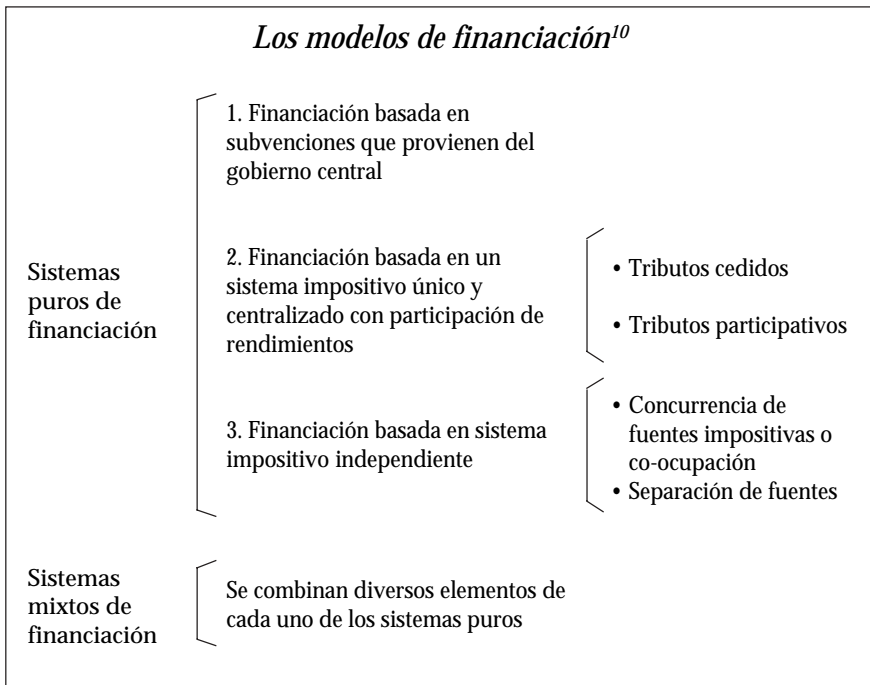 Los modelos de financiación10
Sistemas
puros de
financiación
1. Financiación basada en
subvenciones que provienen del
gobierno central
2. Financiación basada en un
sistema impositivo único y
centralizado con participación de
rendimientos
• Tributos cedidos
• Tributos participativos
3. Financiación basada en sistema
impositivo independiente
• Concurrencia de
fuentes impositivas o
co-ocupación
• Separación de fuentes
Sistemas
mixtos de
financiación
Se combinan diversos elementos de
cada uno de los sistemas puros